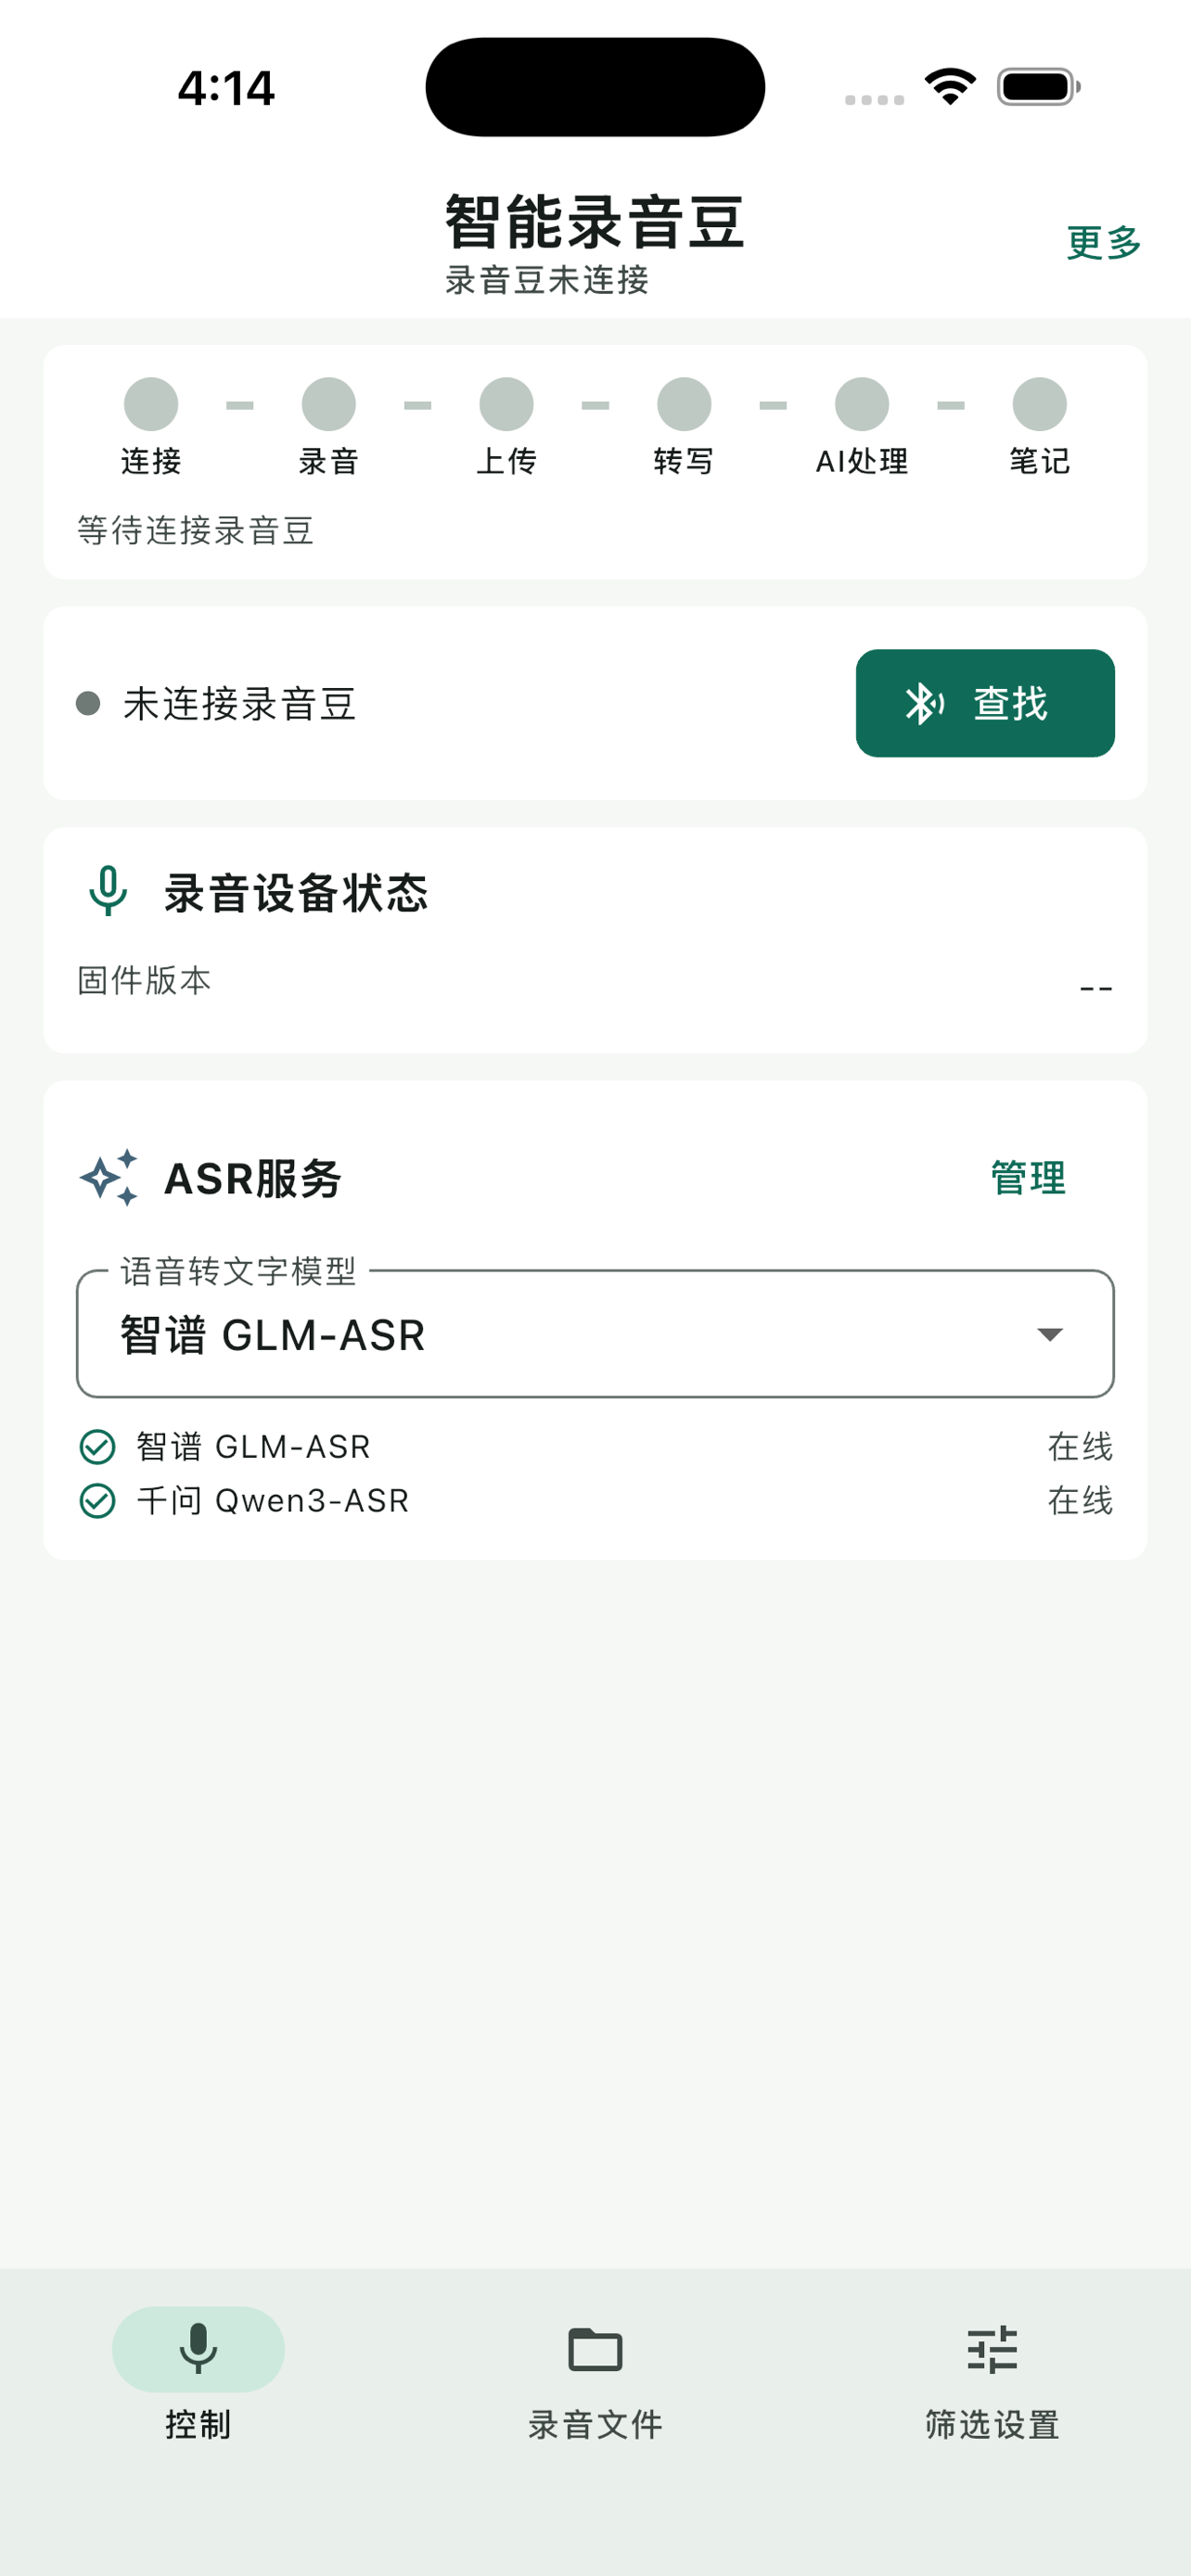 4:14
智能录音豆
录音豆未连接
更多
连接 录音 上传 转写 AI处理 笔记
等待连接录音豆
未连接录音豆 查找
录音设备状态
固件版本 --
ASR服务 管理
语音转文字模型
智谱 GLM-ASR
智谱 GLM-ASR 在线
千问 Qwen3-ASR 在线
控制 录音文件 筛选设置